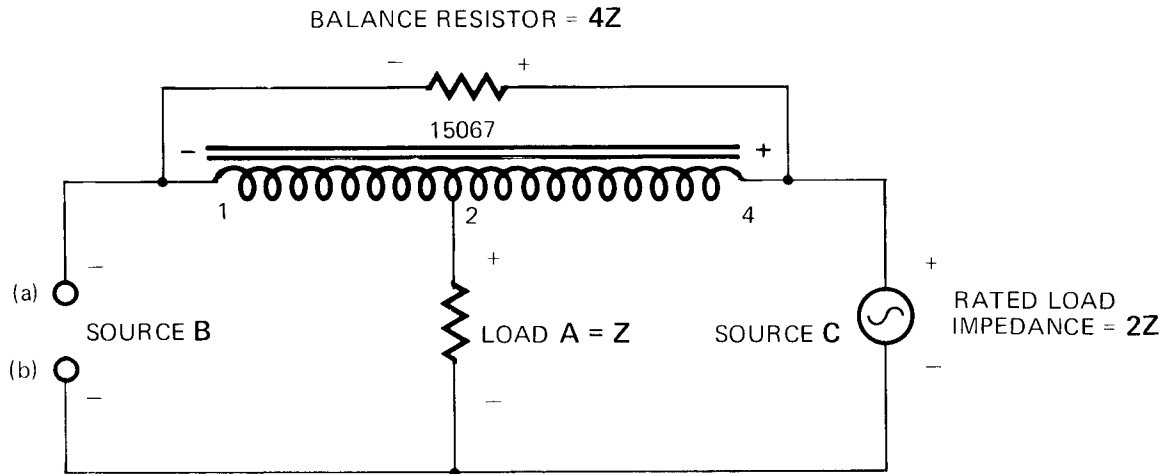 BALANCE RESISTOR = 4Z
− +
15067
− +
1 2 4
− + +
(a)
SOURCE B LOAD A = Z SOURCE C RATED LOAD
IMPEDANCE = 2Z
(b)
− − −